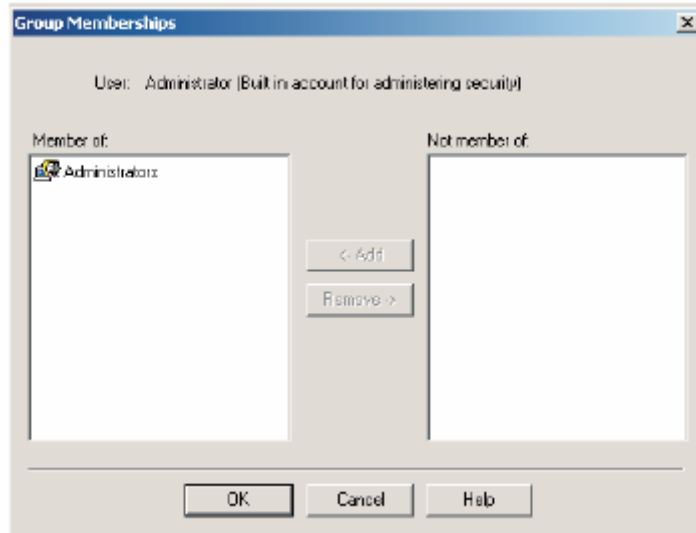 Group Memberships
User: Administrator (Built in account for administering security)
Member of:
Not member of:
Administrators
<- Add
Remove ->
OK
Cancel
Help